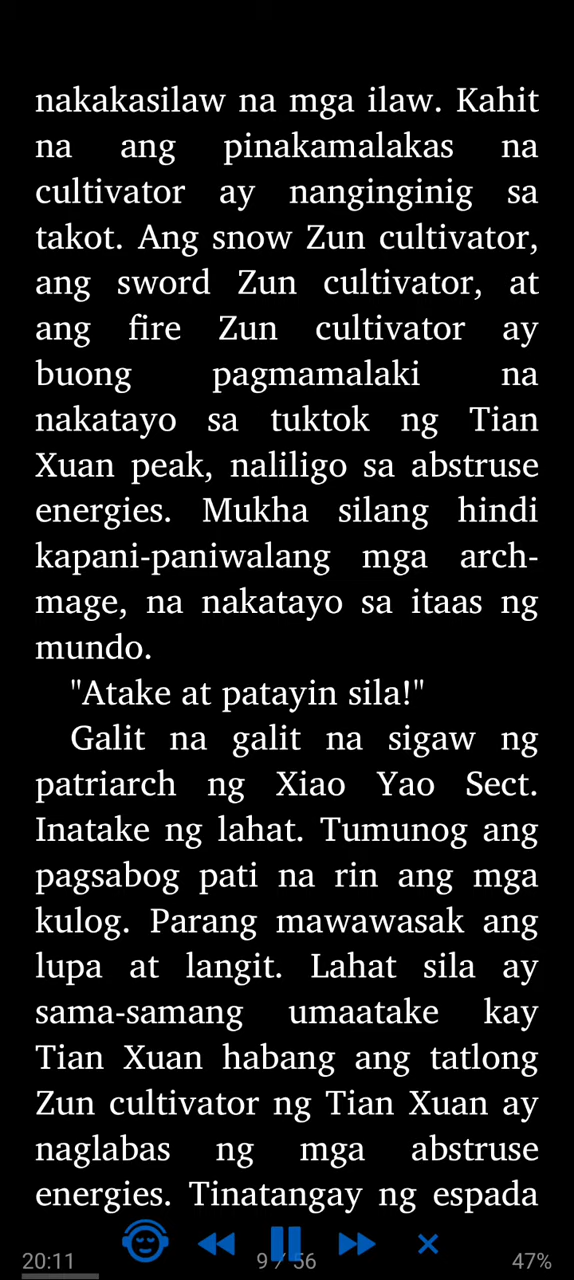 nakakasilaw na mga ilaw. Kahit
na ang pinakamalakas na
cultivator ay nanginginig sa
takot. Ang snow Zun cultivator,
ang sword Zun cultivator, at
ang fire Zun cultivator ay
buong pagmamalaki na
nakatayo sa tuktok ng Tian
Xuan peak, naliligo sa abstruse
energies. Mukha silang hindi
kapani-paniwalang mga arch-
mage, na nakatayo sa itaas ng
mundo.
"Atake at patayin sila!"
Galit na galit na sigaw ng
patriarch ng Xiao Yao Sect.
Inatake ng lahat. Tumunog ang
pagsabog pati na rin ang mga
kulog. Parang mawawasak ang
lupa at langit. Lahat sila ay
sama-samang umaatake kay
Tian Xuan habang ang tatlong
Zun cultivator ng Tian Xuan ay
naglabas ng mga abstruse
energies. Tinatangay ng espada
20:11 9 / 56 47%